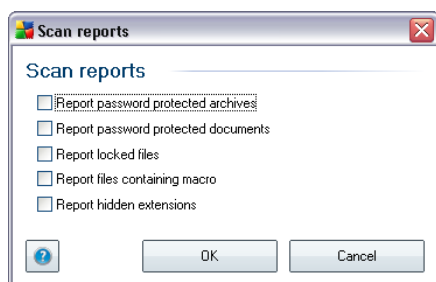 Scan reports
Scan reports
Report password protected archives
Report password protected documents
Report locked files
Report files containing macro
Report hidden extensions
?
OK
Cancel